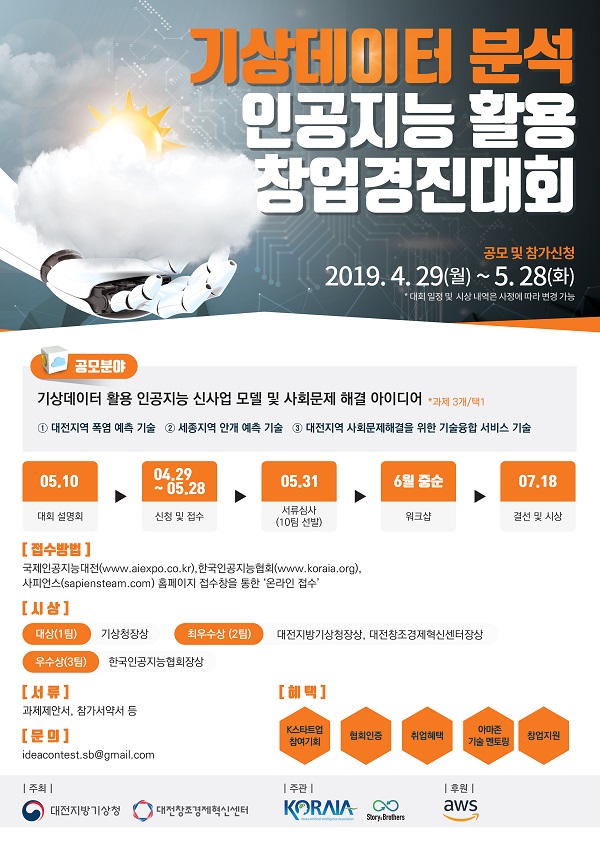 기상데이터 분석
인공지능 활용
창업경진대회
공모 및 참가신청
2019. 4. 29(월) ~ 5. 28(화)
* 대회 일정 및 시상 내역은 사정에 따라 변경 가능
공모분야
기상데이터 활용 인공지능 신사업 모델 및 사회문제 해결 아이디어 *과제 3개/택1
① 대전지역 폭염 예측 기술 ② 세종지역 안개 예측 기술 ③ 대전지역 사회문제해결을 위한 기술융합 서비스 기술
05.10
대회 설명회
04.29
~ 05.28
신청 및 접수
05.31
서류심사
(10팀 선발)
6월 중순
워크샵
07.18
결선 및 시상
[ 접수방법 ]
국제인공지능대전(www.aiexpo.co.kr),한국인공지능협회(www.koraia.org),
사피언스(sapiensteam.com) 홈페이지 접수창을 통한 '온라인 접수'
[ 시상 ]
대상(1팀) 기상청장상 최우수상 (2팀) 대전지방기상청장상, 대전창조경제혁신센터장상
우수상(3팀) 한국인공지능협회장상
[ 서류 ]
과제제안서, 참가서약서 등
[ 문의 ]
ideacontest.sb@gmail.com
[ 혜택 ]
K스타트업
참여기회
협회인증
취업혜택
아마존
기술 멘토링
창업지원
| 주최 |
대전지방기상청 대전창조경제혁신센터
| 주관 |
KORAIA
Korea Artificial Intelligence Association
Story&Brothers
| 후원 |
aws